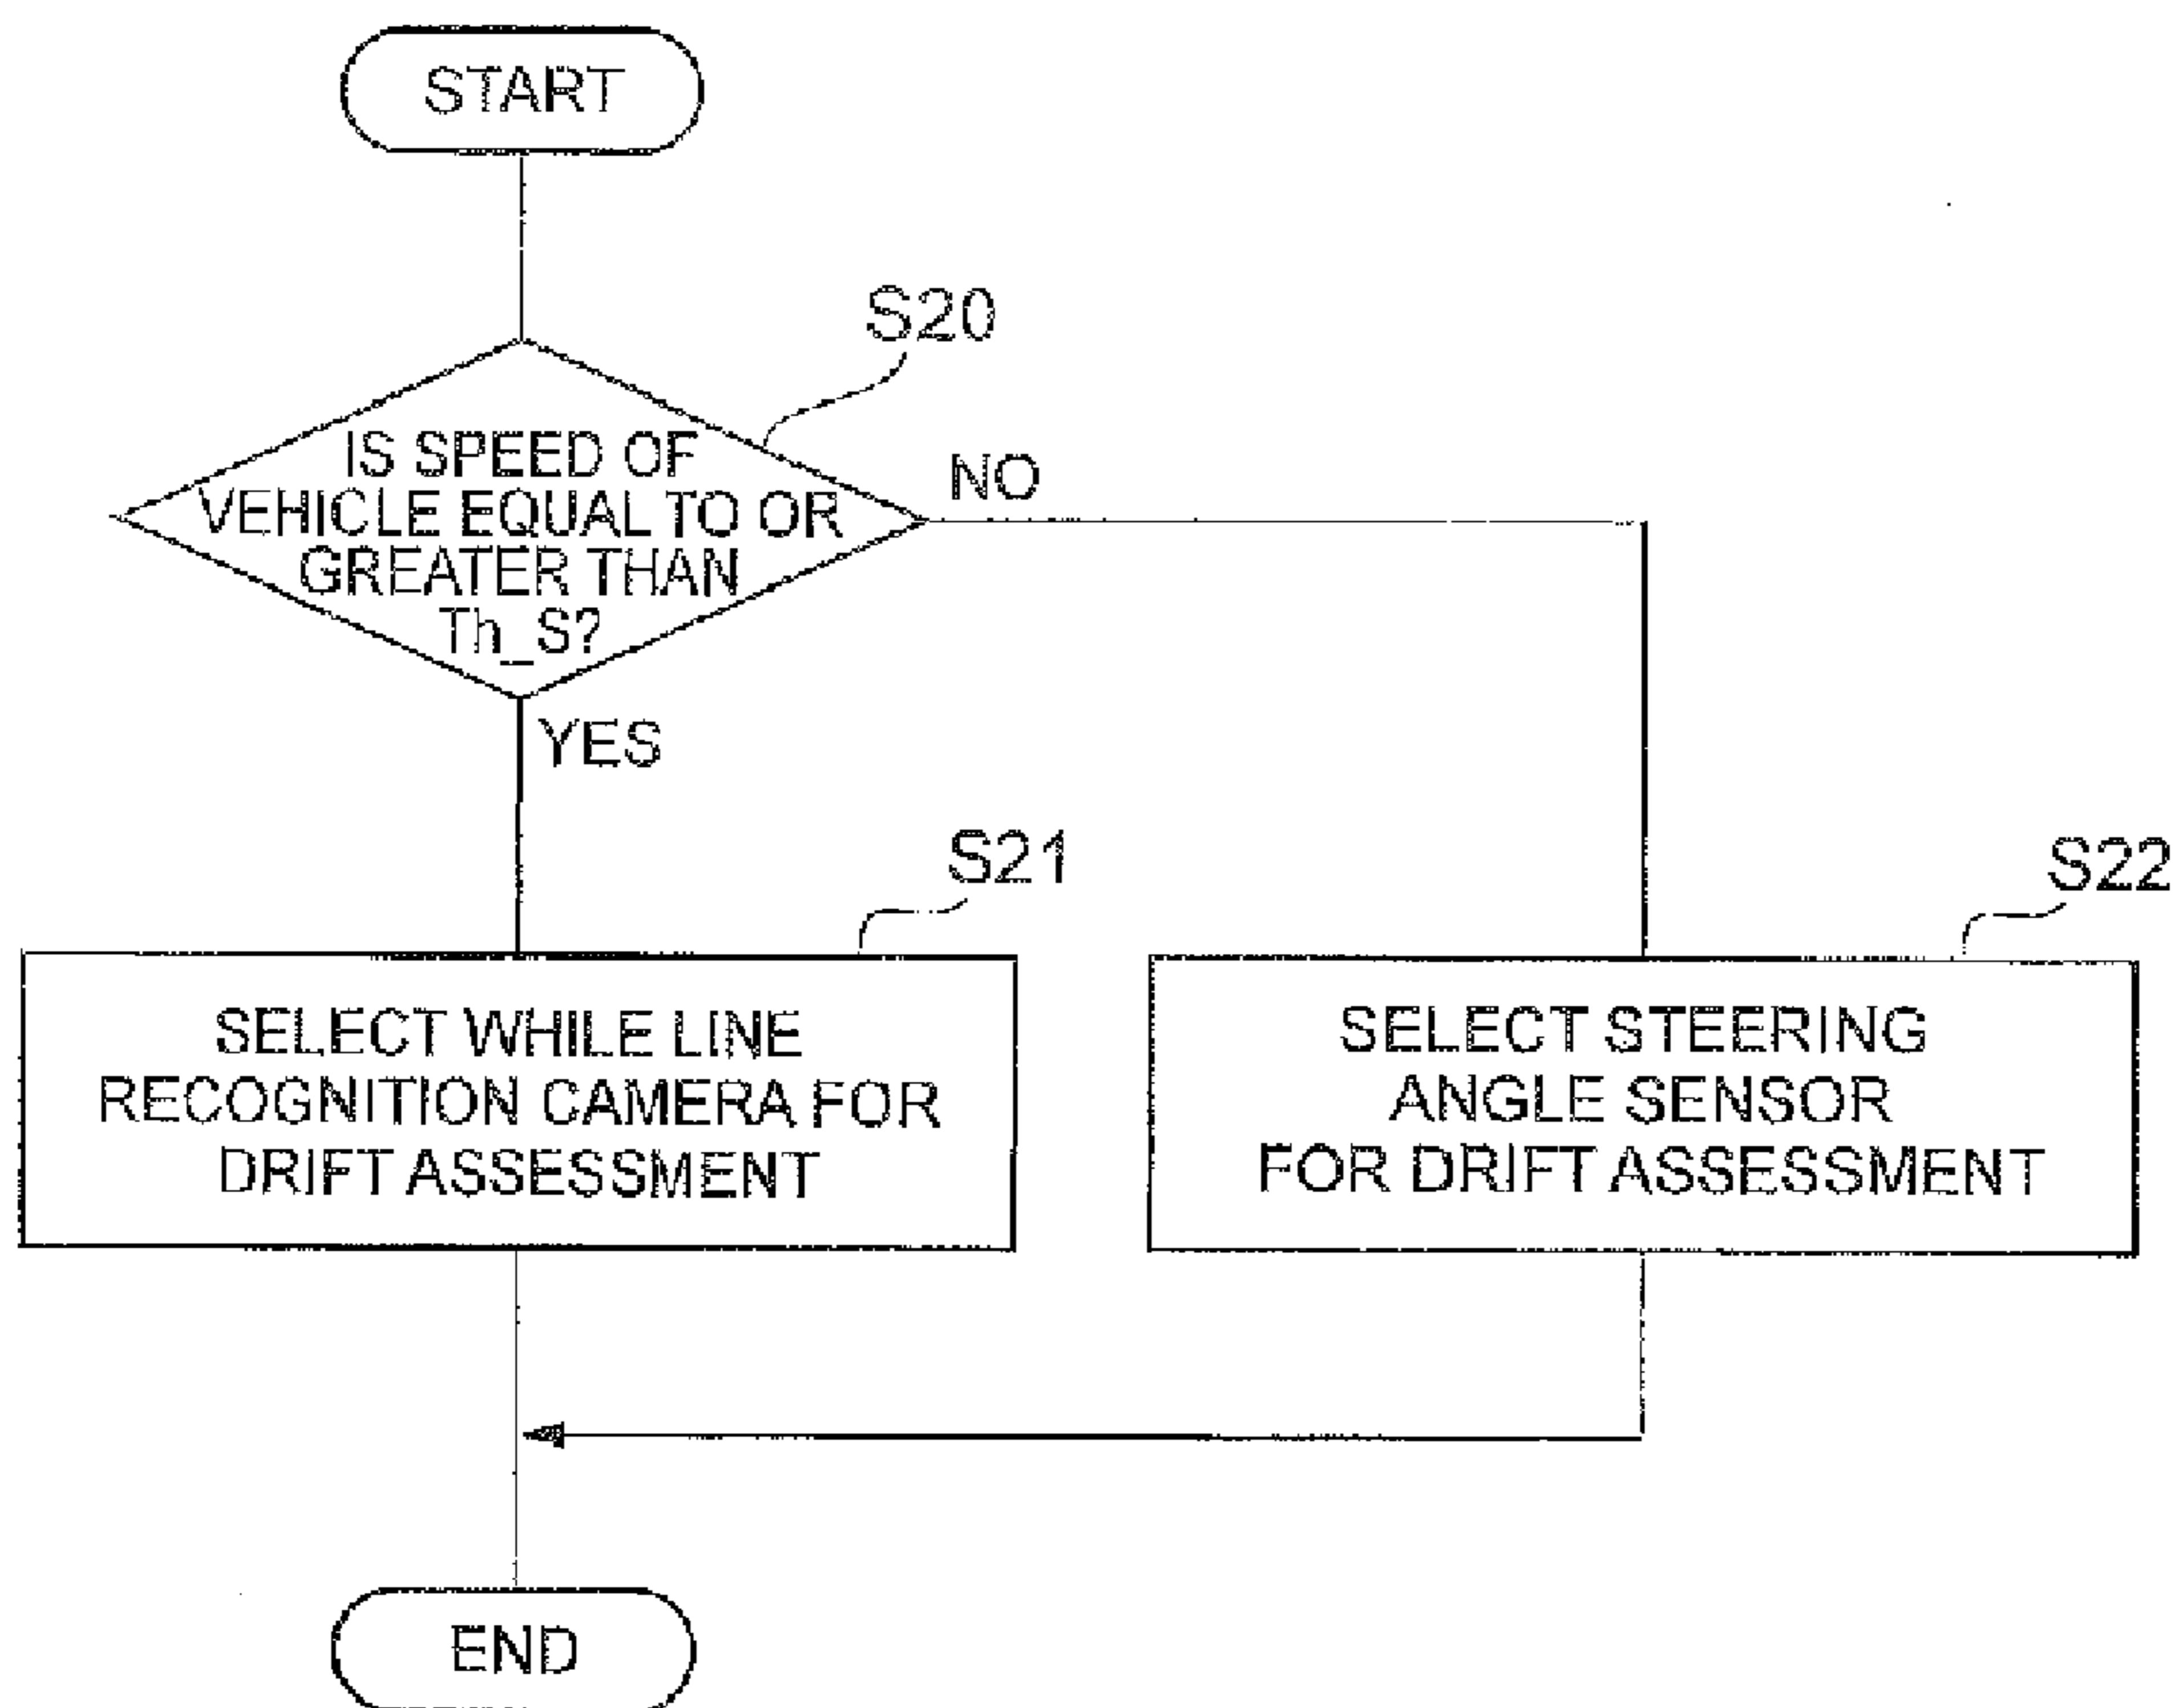 START
S20
IS SPEED OF
VEHICLE EQUAL TO OR
GREATER THAN
Th_S?
NO
YES
S21
SELECT WHILE LINE
RECOGNITION CAMERA FOR
DRIFT ASSESSMENT
S22
SELECT STEERING
ANGLE SENSOR
FOR DRIFT ASSESSMENT
END